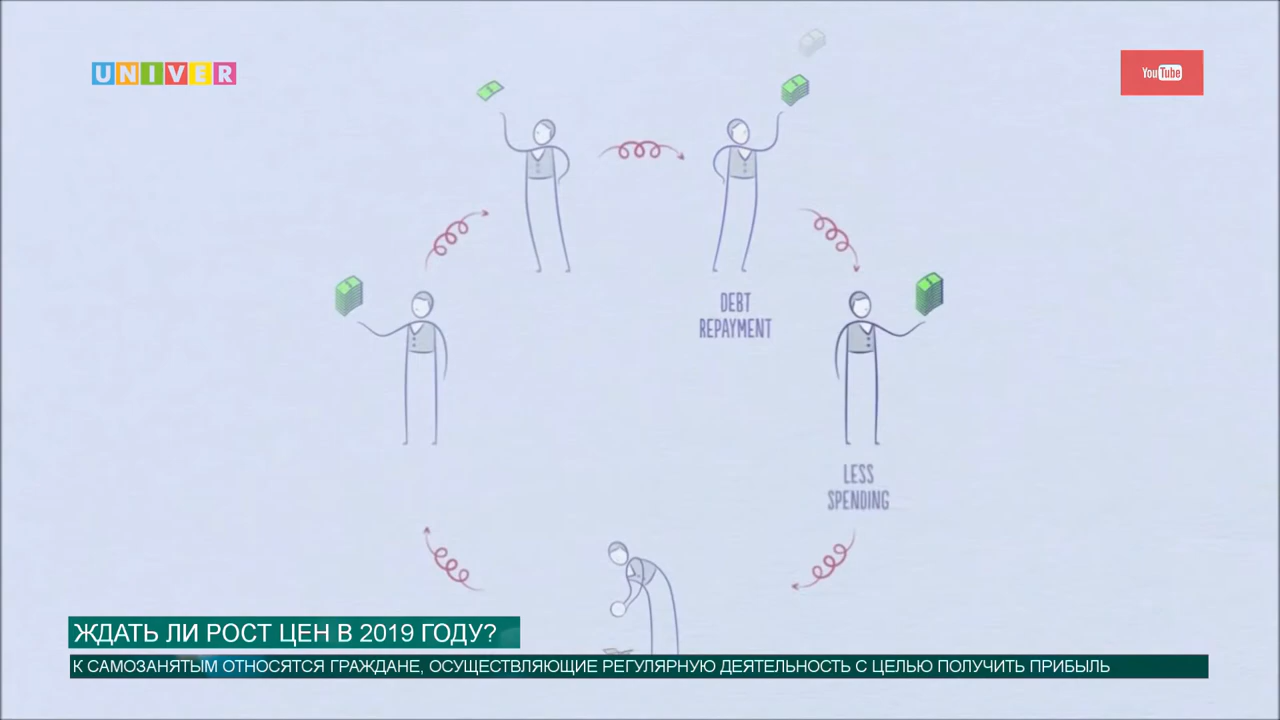 UNIVER
YouTube
DEBT
REPAYMENT
LESS
SPENDING
ЖДАТЬ ЛИ РОСТ ЦЕН В 2019 ГОДУ?
К САМОЗАНЯТЫМ ОТНОСЯТСЯ ГРАЖДАНЕ, ОСУЩЕСТВЛЯЮЩИЕ РЕГУЛЯРНУЮ ДЕЯТЕЛЬНОСТЬ С ЦЕЛЬЮ ПОЛУЧИТЬ ПРИБЫЛЬ